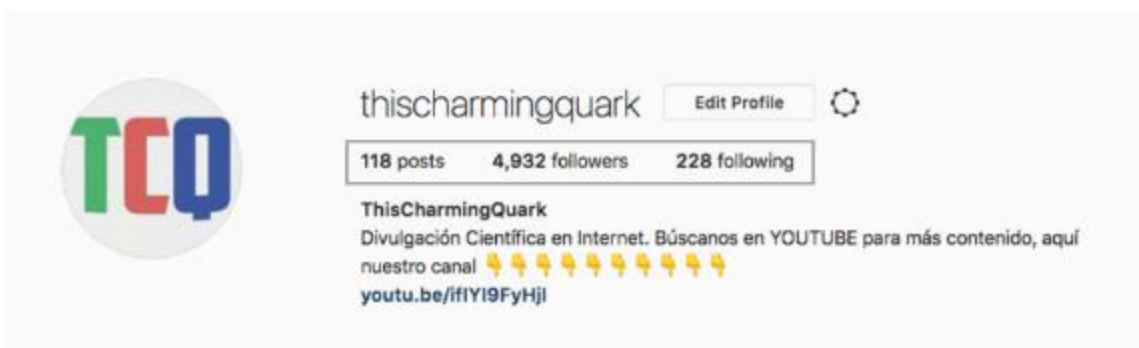 TCQ
thischarmingquark Edit Profile
118 posts 4,932 followers 228 following
ThisCharmingQuark
Divulgación Científica en Internet. Búscanos en YOUTUBE para más contenido, aquí
nuestro canal 👇👇👇👇👇👇👇👇👇👇
youtu.be/ifIYI9FyHjI